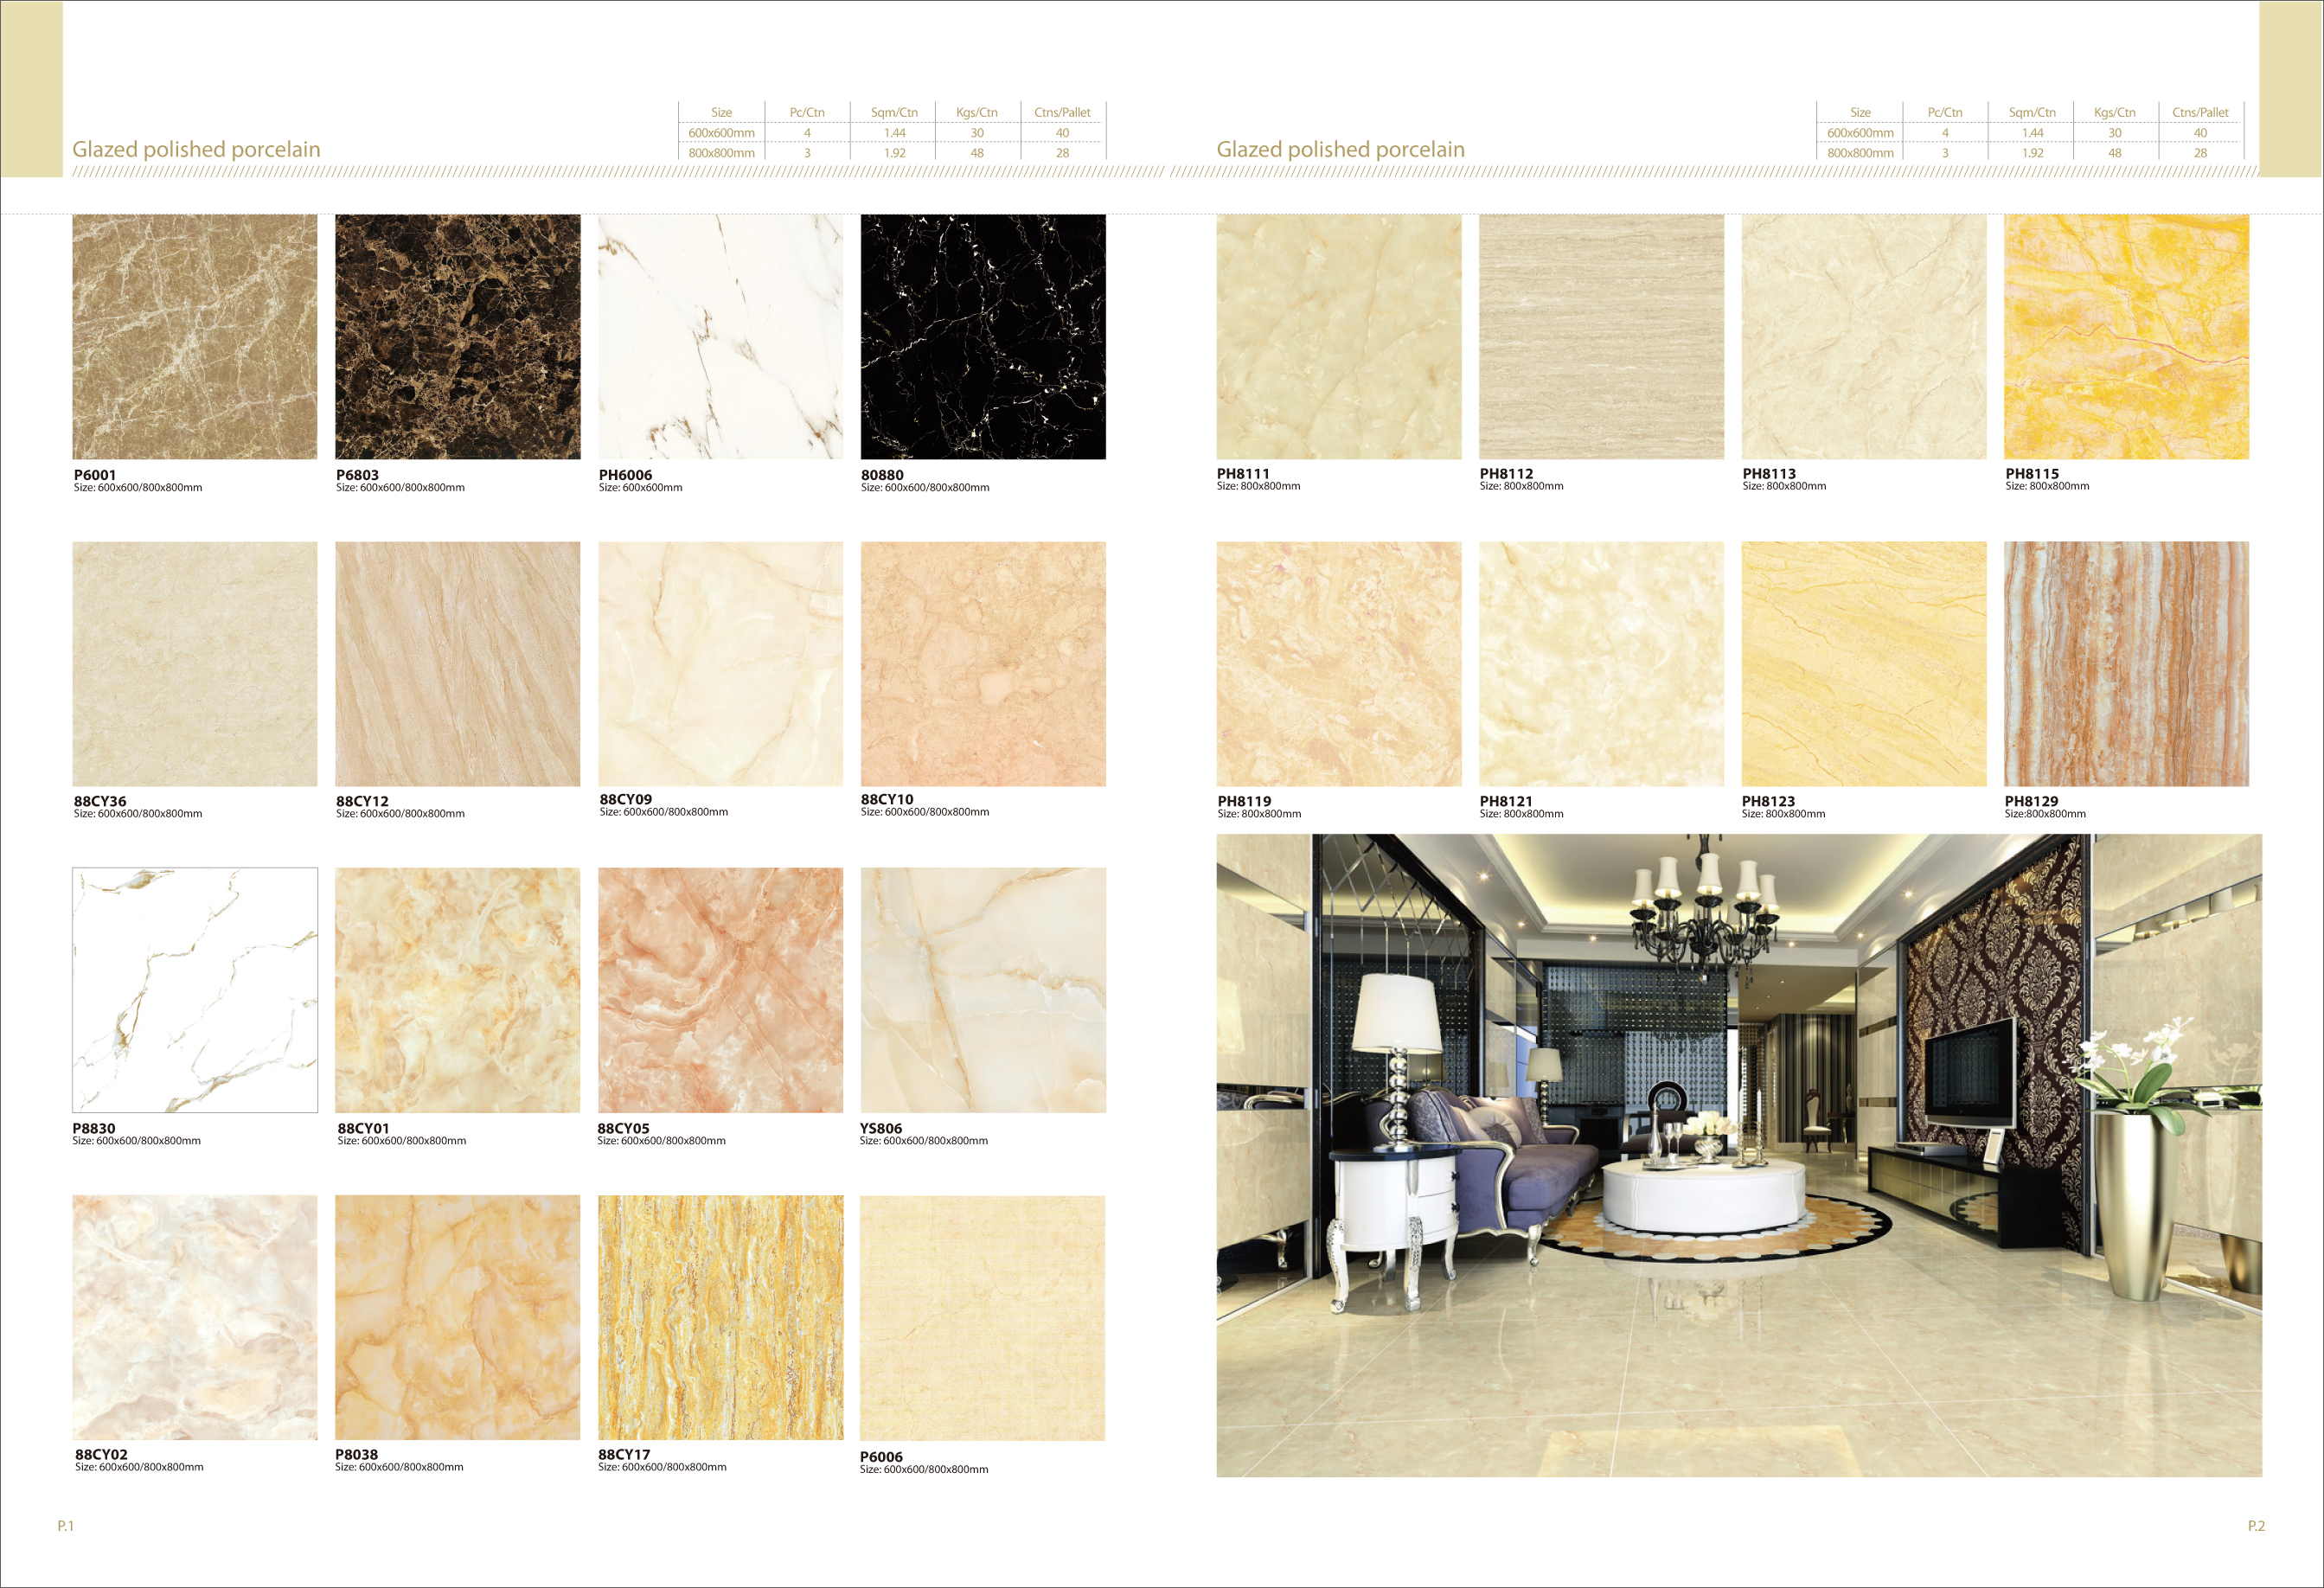 Glazed polished porcelain
Size Pc/Ctn Sqm/Ctn Kgs/Ctn Ctns/Pallet
600x600mm 4 1.44 30 40
800x800mm 3 1.92 48 28
P6001 P6803 PH6006 80880
Size: 600x600/800x800mm Size: 600x600/800x800mm Size: 600x600mm Size: 600x600/800x800mm
88CY36 88CY12 88CY09 88CY10
Size: 600x600/800x800mm Size: 600x600/800x800mm Size: 600x600/800x800mm Size: 600x600/800x800mm
P8830 88CY01 88CY05 YS806
Size: 600x600/800x800mm Size: 600x600/800x800mm Size: 600x600/800x800mm Size: 600x600/800x800mm
88CY02 P8038 88CY17 P6006
Size: 600x600/800x800mm Size: 600x600/800x800mm Size: 600x600/800x800mm Size: 600x600/800x800mm
P.1
Glazed polished porcelain
Size Pc/Ctn Sqm/Ctn Kgs/Ctn Ctns/Pallet
600x600mm 4 1.44 30 40
800x800mm 3 1.92 48 28
PH8111 PH8112 PH8113 PH8115
Size: 800x800mm Size: 800x800mm Size: 800x800mm Size: 800x800mm
PH8119 PH8121 PH8123 PH8129
Size: 800x800mm Size: 800x800mm Size: 800x800mm Size:800x800mm
P.2